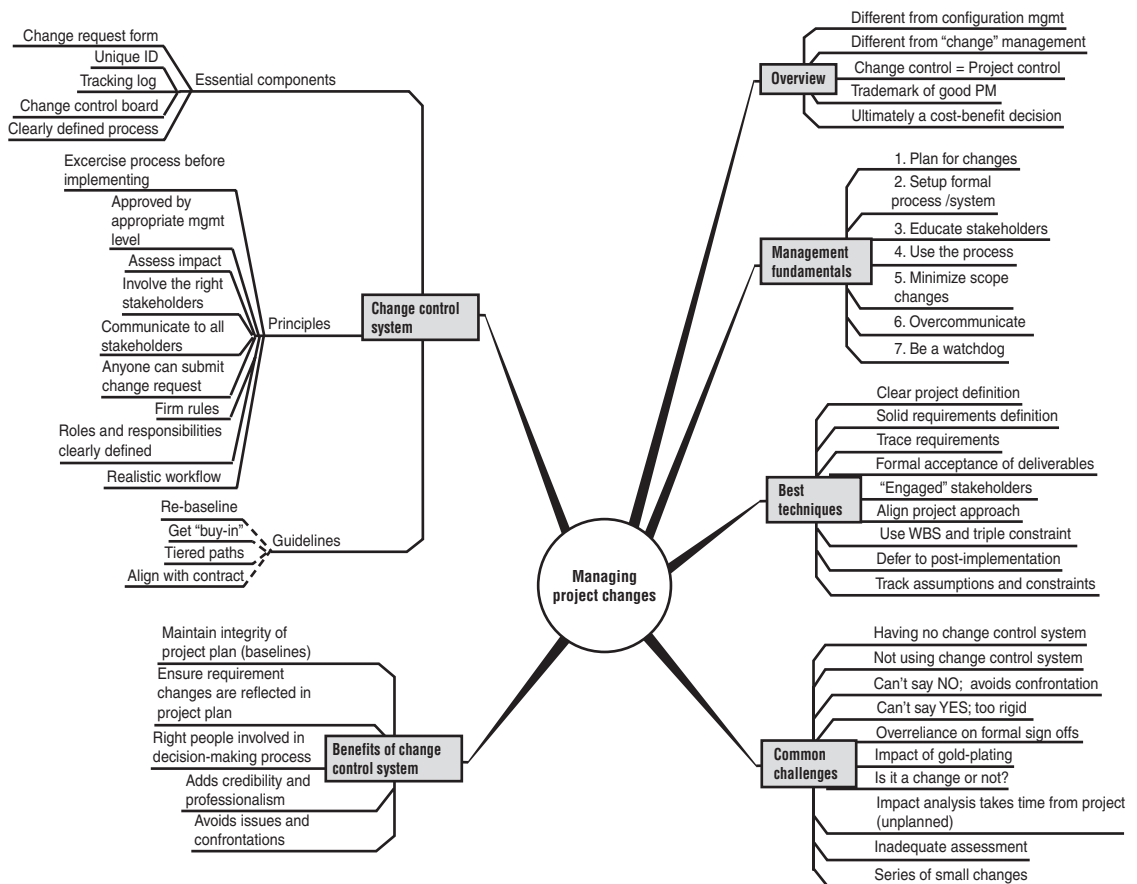 Managing
project changes
Overview
Different from configuration mgmt
Different from “change” management
Change control = Project control
Trademark of good PM
Ultimately a cost-benefit decision
Management
fundamentals
1. Plan for changes
2. Setup formal
process /system
3. Educate stakeholders
4. Use the process
5. Minimize scope
changes
6. Overcommunicate
7. Be a watchdog
Best
techniques
Clear project definition
Solid requirements definition
Trace requirements
Formal acceptance of deliverables
“Engaged” stakeholders
Align project approach
Use WBS and triple constraint
Defer to post-implementation
Track assumptions and constraints
Common
challenges
Having no change control system
Not using change control system
Can’t say NO; avoids confrontation
Can’t say YES; too rigid
Overreliance on formal sign offs
Impact of gold-plating
Is it a change or not?
Impact analysis takes time from project
(unplanned)
Inadequate assessment
Series of small changes
Change control
system
Essential components
Change request form
Unique ID
Tracking log
Change control board
Clearly defined process
Principles
Excercise process before
implementing
Approved by
appropriate mgmt
level
Assess impact
Involve the right
stakeholders
Communicate to all
stakeholders
Anyone can submit
change request
Firm rules
Roles and responsibilities
clearly defined
Realistic workflow
Guidelines
Re-baseline
Get “buy-in”
Tiered paths
Align with contract
Benefits of change
control system
Maintain integrity of
project plan (baselines)
Ensure requirement
changes are reflected in
project plan
Right people involved in
decision-making process
Adds credibility and
professionalism
Avoids issues and
confrontations